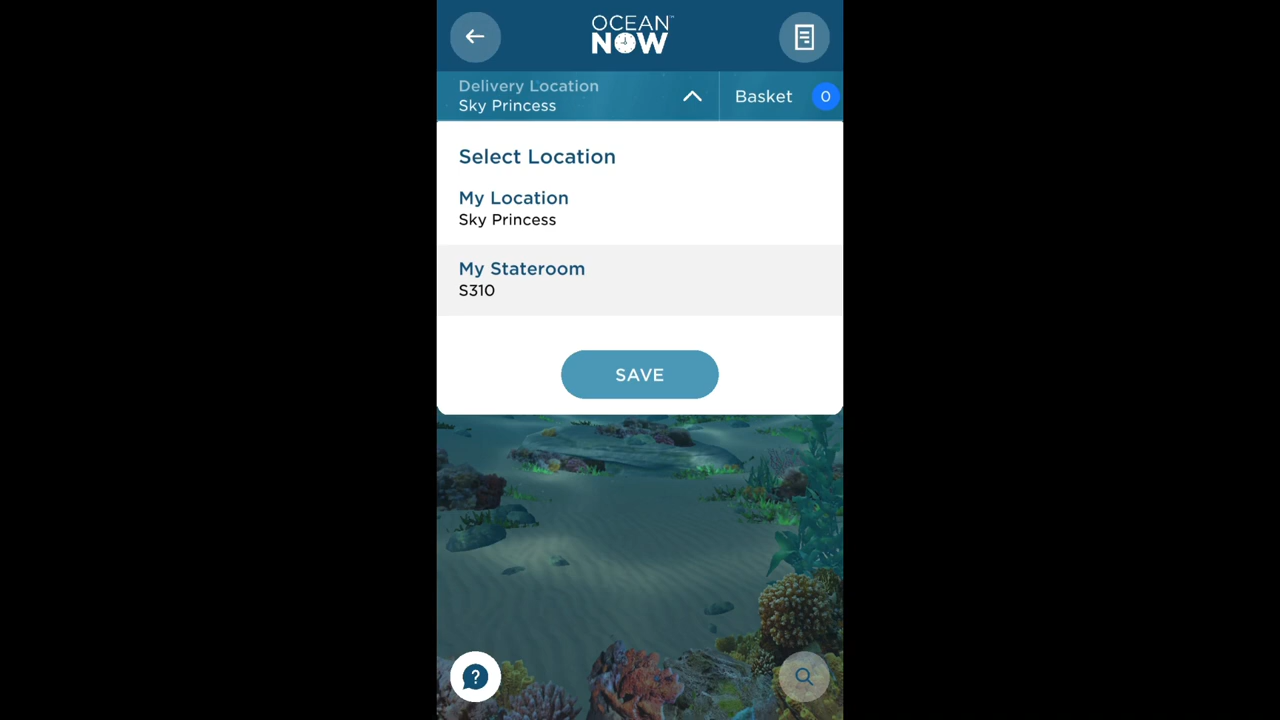 OCEAN™
NOW
Delivery Location
Sky Princess
Basket 0
Select Location
My Location
Sky Princess
My Stateroom
S310
SAVE
?